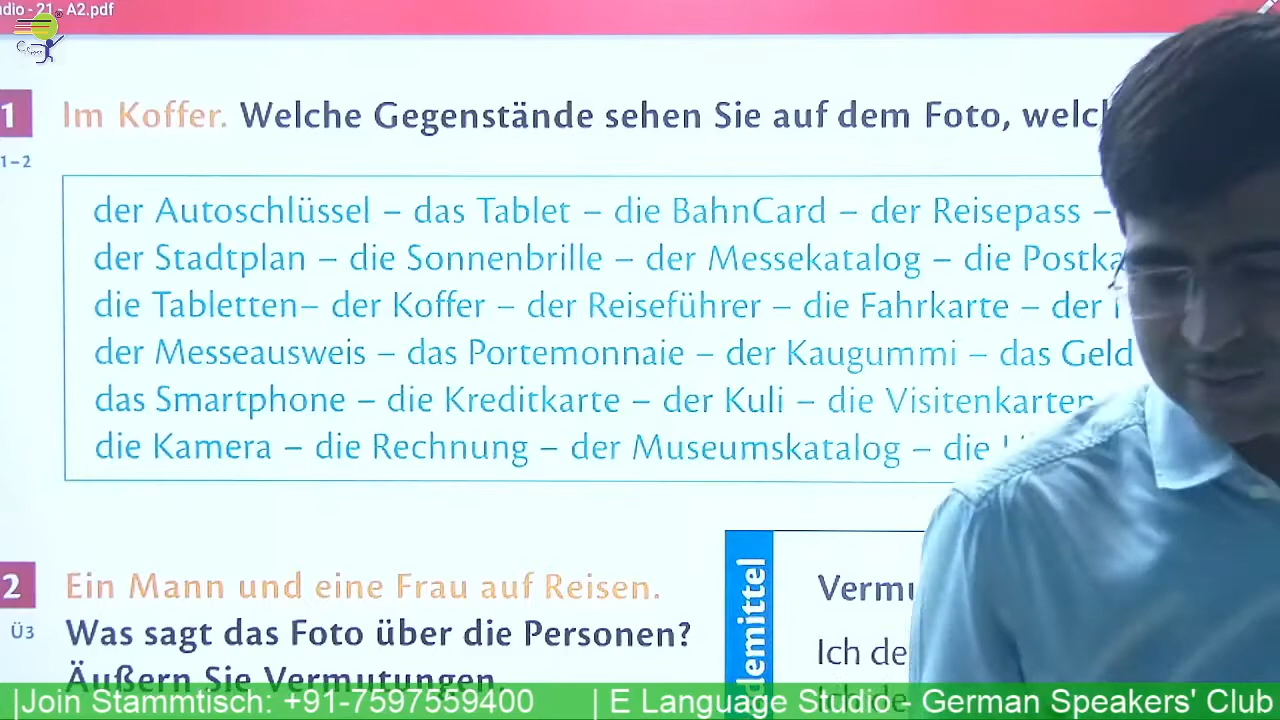 dio - 21 - A2.pdf
1 Im Koffer. Welche Gegenstände sehen Sie auf dem Foto,
1–2
der Autoschlüssel – das Tablet – die BahnCard – der Reisepass –
der Stadtplan – die Sonnenbrille – der Messekatalog – die
die Tabletten– der Koffer – der Reiseführer – die Fahrkarte – der
der Messeausweis – das Portemonnaie – der Kaugummi – das Geld
das Smartphone – die Kreditkarte – der Kuli – die Visitenkarten
die Kamera – die Rechnung – der Museumskatalog – die
2 Ein Mann und eine Frau auf Reisen.
Ü3
Was sagt das Foto über die Personen?
Äußern Sie Vermutungen.
demittel
Vermu
Ich de
|Join Stammtisch: +91-7597559400 | E Language Studio - German Speakers' Club